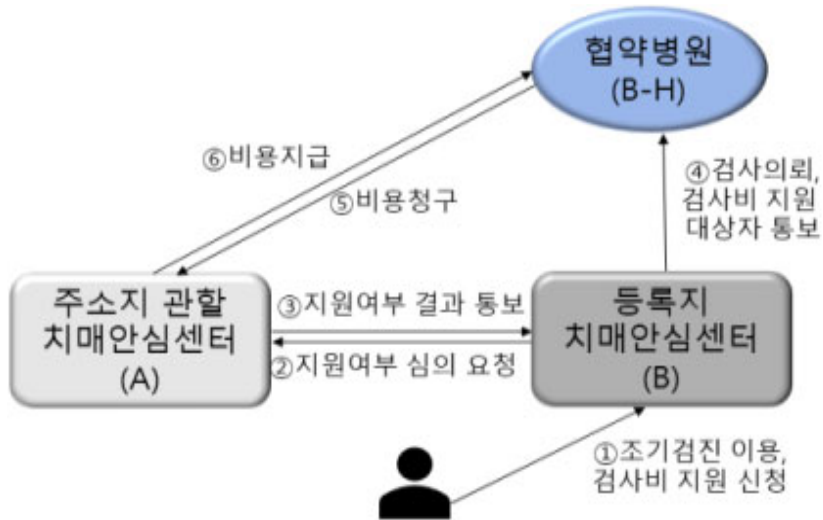 협약병원
(B-H)
⑥비용지급
⑤비용청구
④검사의뢰,
검사비 지원
대상자 통보
주소지 관할
치매안심센터
(A)
③지원여부 결과 통보
②지원여부 심의 요청
등록지
치매안심센터
(B)
①조기검진 이용,
검사비 지원 신청